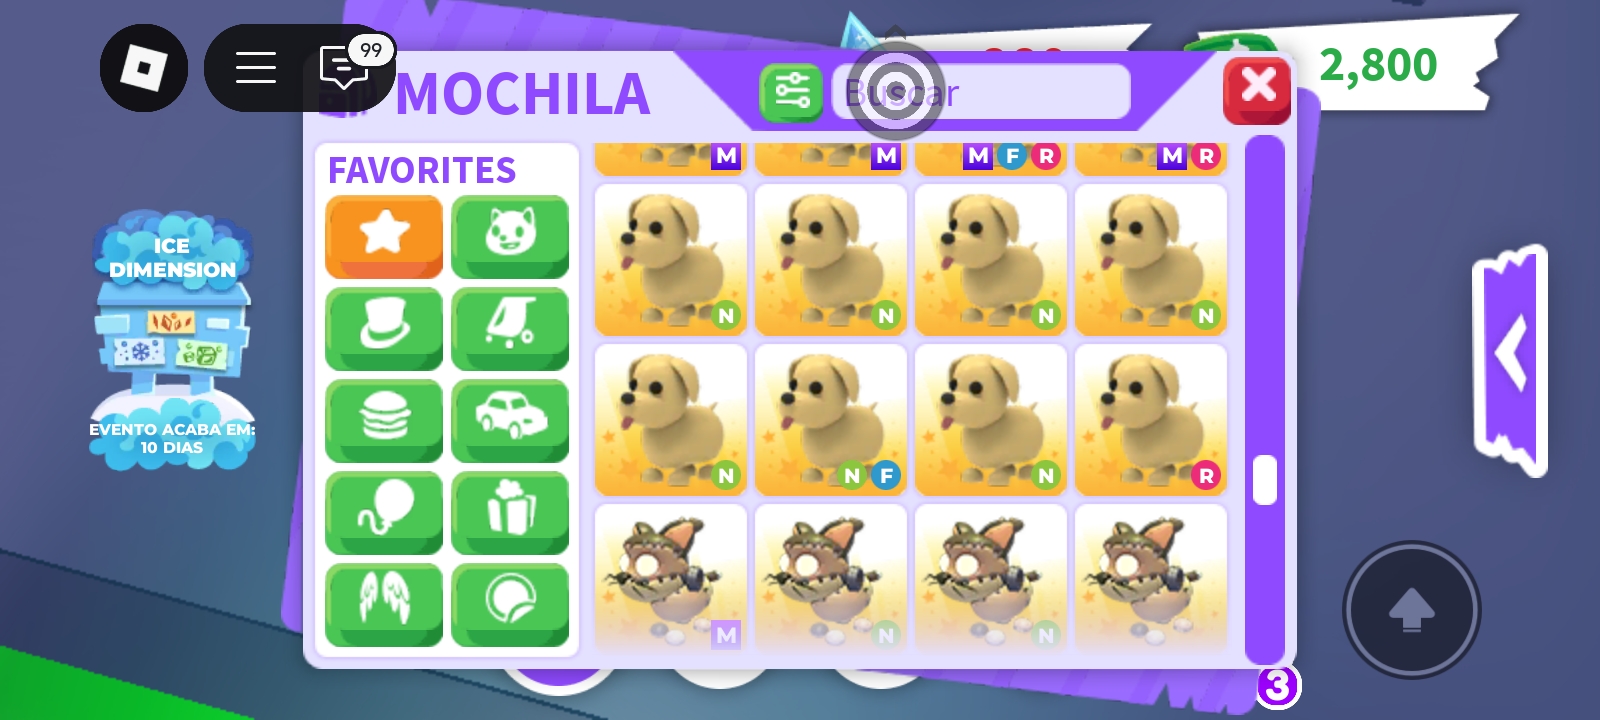 99
MOCHILA
Buscar
2,800
FAVORITES
M
M
M F R
M R
ICE
DIMENSION
N
N
N
N
EVENTO ACABA EM:
10 DIAS
N
N F
N
R
M
N
N
3